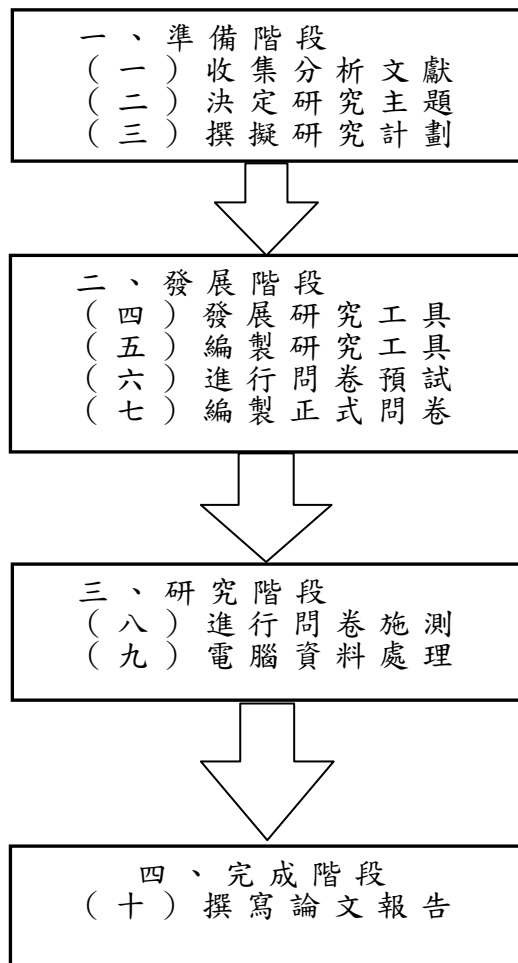 一、準備階段
(一)收集分析文獻
(二)決定研究主題
(三)撰擬研究計劃
二、發展階段
(四)發展研究工具
(五)編製研究工具
(六)進行問卷預試
(七)編製正式問卷
三、研究階段
(八)進行問卷施測
(九)電腦資料處理
四、完成階段
(十)撰寫論文報告